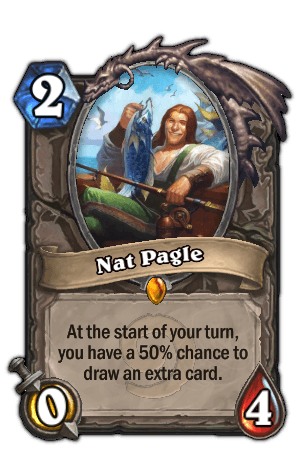 2
Nat Pagle
At the start of your turn,
you have a 50% chance to
draw an extra card.
0
4